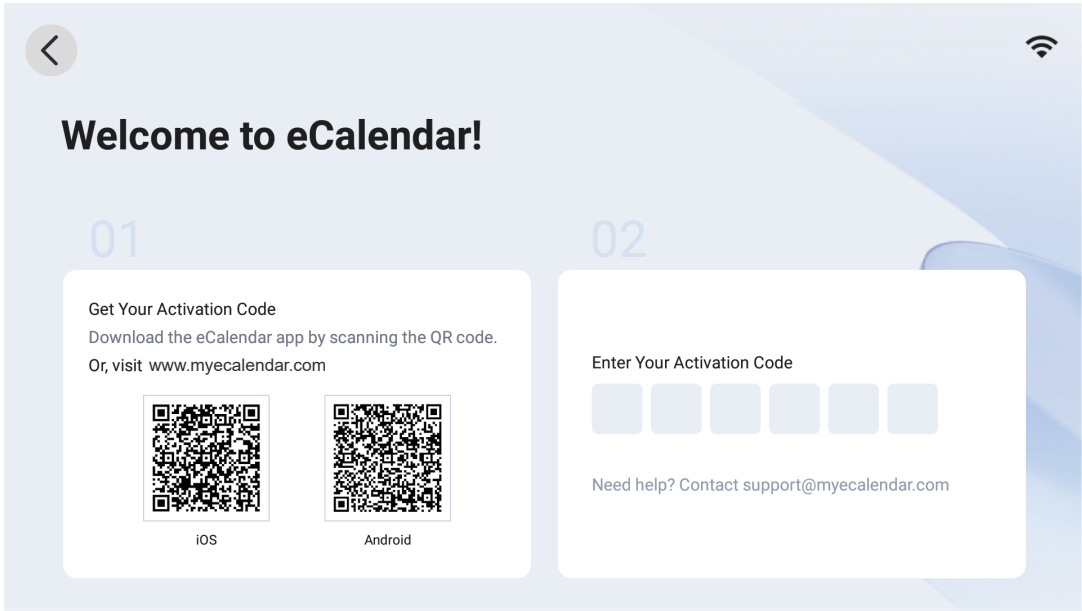 Welcome to eCalendar!
01
Get Your Activation Code
Download the eCalendar app by scanning the QR code.
Or, visit www.myecalendar.com
iOS
Android
02
Enter Your Activation Code
Need help? Contact support@myecalendar.com